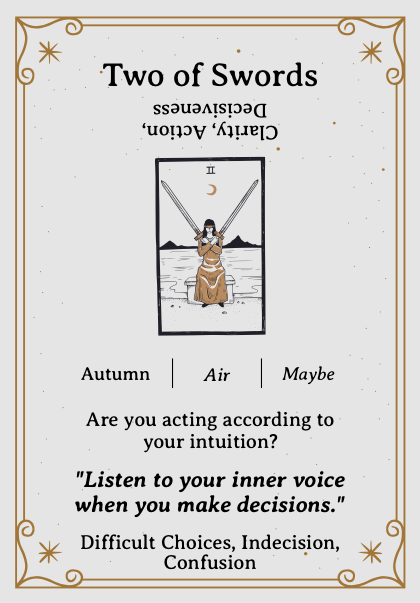 Two of Swords
Clarity, Action,
Decisiveness
II
Autumn | Air | Maybe
Are you acting according to
your intuition?
"Listen to your inner voice
when you make decisions."
Difficult Choices, Indecision,
Confusion